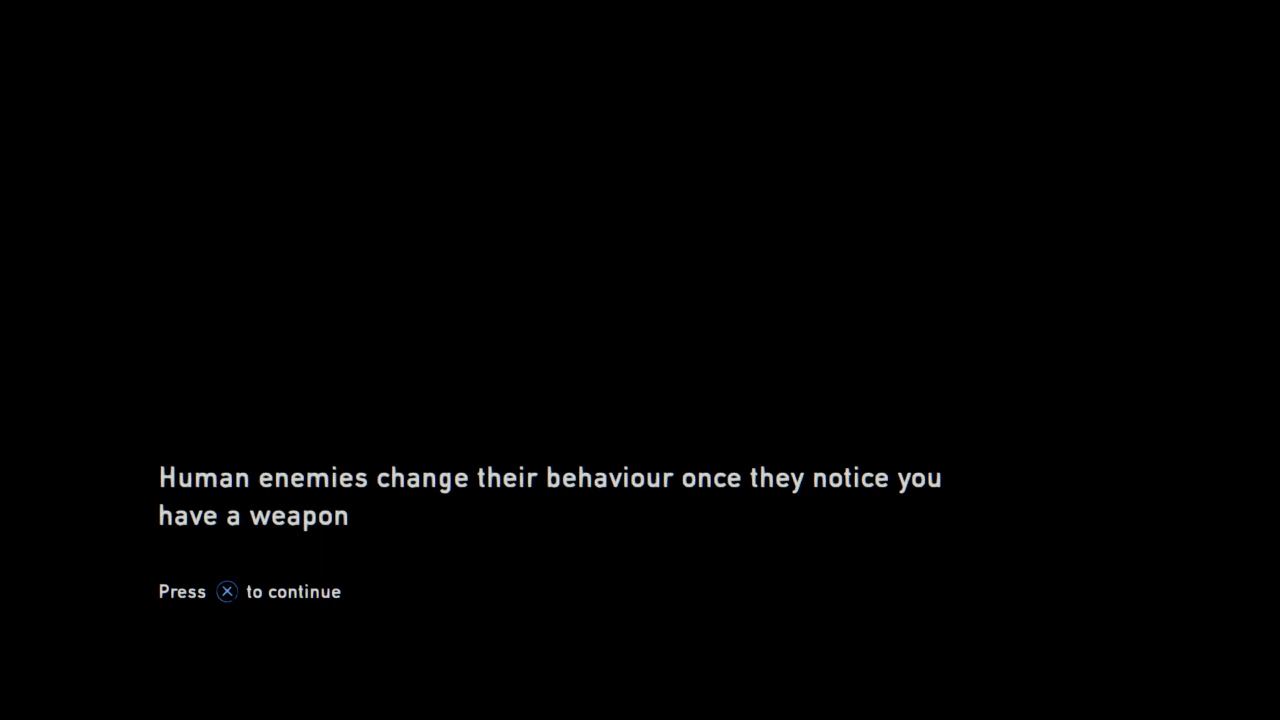 Human enemies change their behaviour once they notice you
have a weapon
Press ⓧ to continue